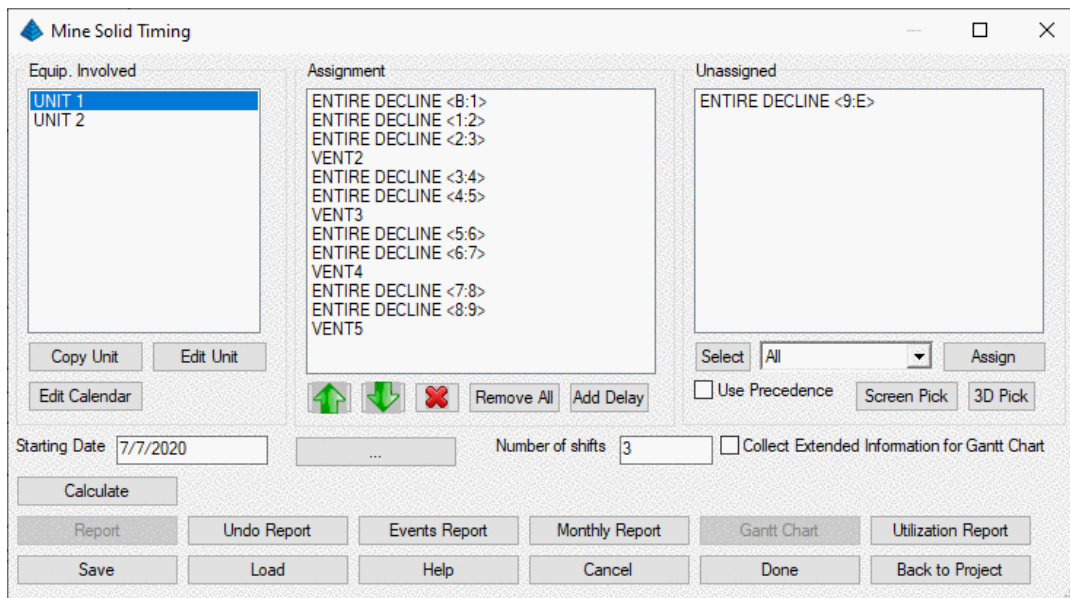 Mine Solid Timing
Equip. Involved
UNIT 1
UNIT 2
Copy Unit
Edit Unit
Edit Calendar
Assignment
ENTIRE DECLINE <B:1>
ENTIRE DECLINE <1:2>
ENTIRE DECLINE <2:3>
VENT2
ENTIRE DECLINE <3:4>
ENTIRE DECLINE <4:5>
VENT3
ENTIRE DECLINE <5:6>
ENTIRE DECLINE <6:7>
VENT4
ENTIRE DECLINE <7:8>
ENTIRE DECLINE <8:9>
VENT5
Remove All
Add Delay
Unassigned
ENTIRE DECLINE <9:E>
Select
All
Assign
Use Precedence
Screen Pick
3D Pick
Starting Date
7/7/2020
...
Number of shifts
3
Collect Extended Information for Gantt Chart
Calculate
Report
Undo Report
Events Report
Monthly Report
Gantt Chart
Utilization Report
Save
Load
Help
Cancel
Done
Back to Project